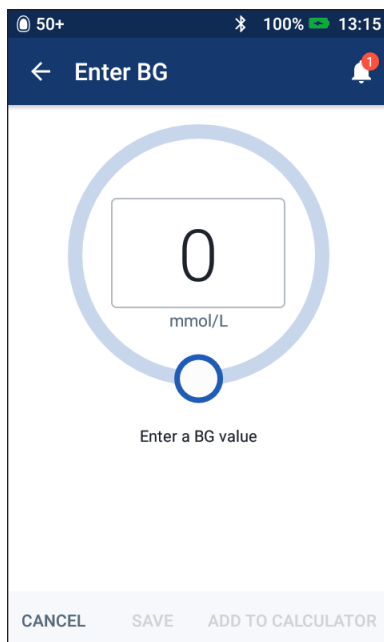 50+ 100% 13:15
Enter BG 1
0
mmol/L
Enter a BG value
CANCEL SAVE ADD TO CALCULATOR